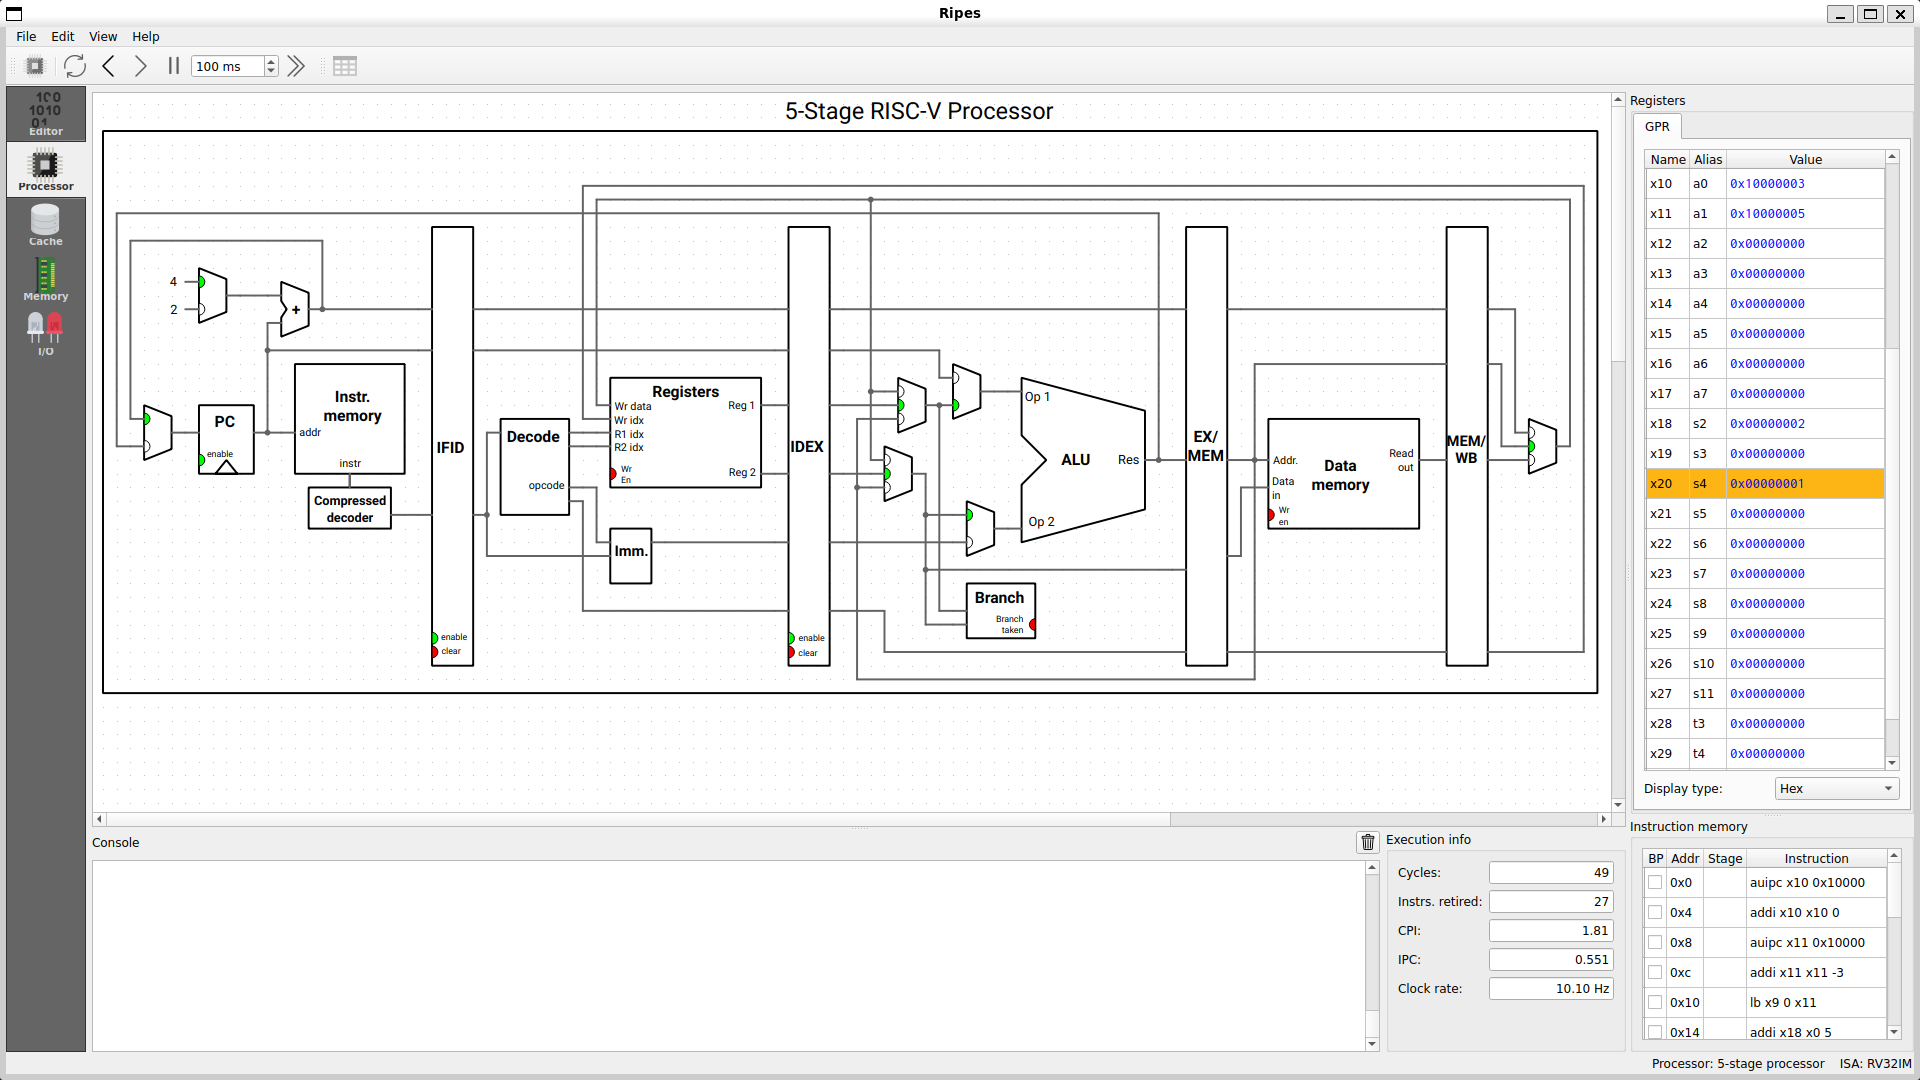 Ripes
File Edit View Help
100 ms
Editor
Processor
Cache
Memory
I/O
5-Stage RISC-V Processor
4
2
+
PC
enable
Instr. memory
addr
instr
Compressed decoder
IFID
enable
clear
Decode
opcode
Registers
Wr data
Wr idx
R1 idx
R2 idx
Wr En
Reg 1
Reg 2
Imm.
IDEX
enable
clear
Op 1
ALU
Res
Op 2
Branch
Branch taken
EX/ MEM
Addr.
Data in
Wr en
Data memory
Read out
MEM/ WB
Registers
GPR
Name Alias Value
x10 a0 0x10000003
x11 a1 0x10000005
x12 a2 0x00000000
x13 a3 0x00000000
x14 a4 0x00000000
x15 a5 0x00000000
x16 a6 0x00000000
x17 a7 0x00000000
x18 s2 0x00000002
x19 s3 0x00000000
x20 s4 0x00000001
x21 s5 0x00000000
x22 s6 0x00000000
x23 s7 0x00000000
x24 s8 0x00000000
x25 s9 0x00000000
x26 s10 0x00000000
x27 s11 0x00000000
x28 t3 0x00000000
x29 t4 0x00000000
Display type: Hex
Console
Execution info
Cycles: 49
Instrs. retired: 27
CPI: 1.81
IPC: 0.551
Clock rate: 10.10 Hz
Instruction memory
BP Addr Stage Instruction
0x0 auipc x10 0x10000
0x4 addi x10 x10 0
0x8 auipc x11 0x10000
0xc addi x11 x11 -3
0x10 lb x9 0 x11
0x14 addi x18 x0 5
Processor: 5-stage processor ISA: RV32IM